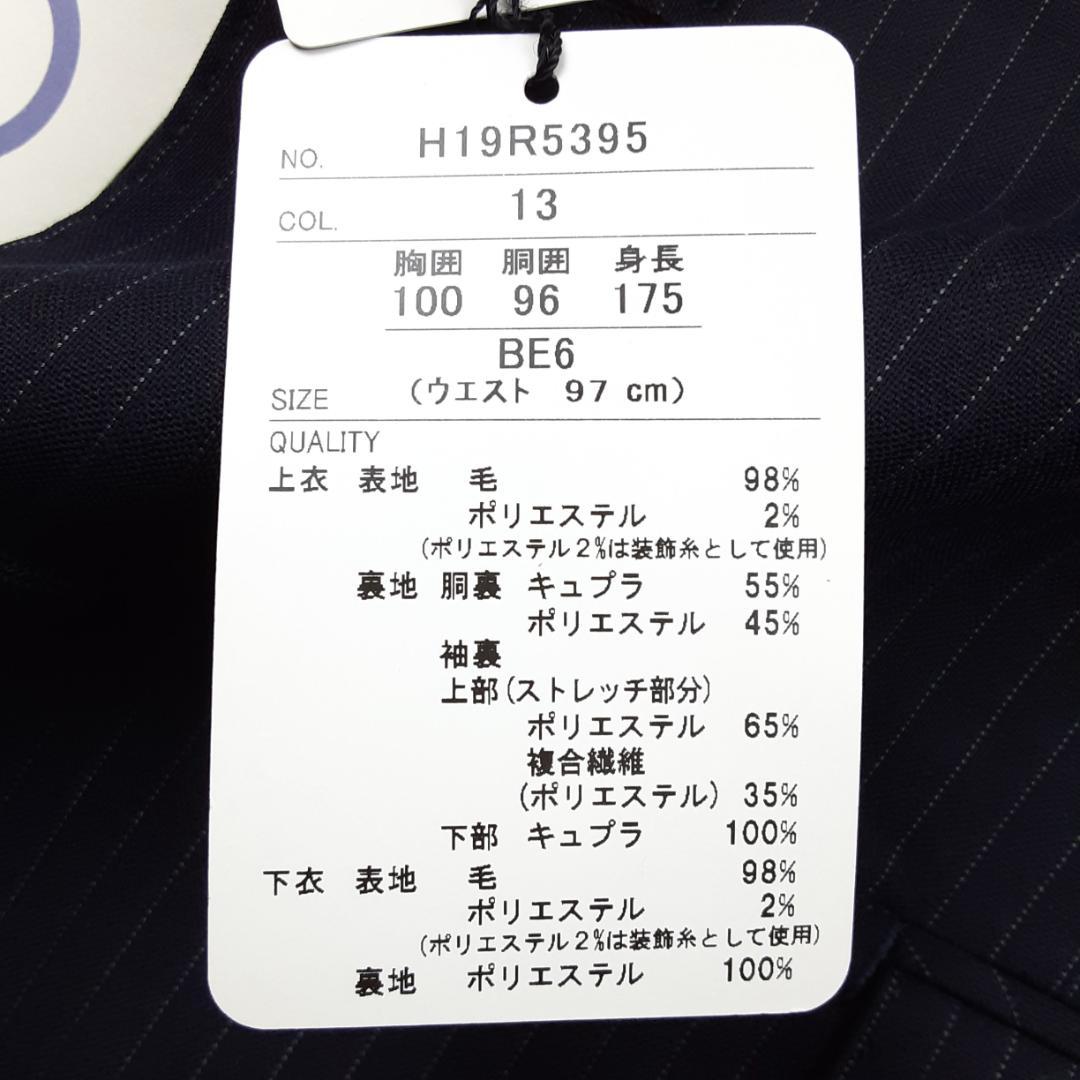 NO. H19R5395
COL. 13
胸囲 胴囲 身長
100 96 175
BE6
SIZE (ウエスト 97 cm)
QUALITY
上衣 表地 毛 98%
ポリエステル 2%
(ポリエステル2%は装飾糸として使用)
裏地 胴裏 キュプラ 55%
ポリエステル 45%
袖裏
上部(ストレッチ部分)
ポリエステル 65%
複合繊維
(ポリエステル) 35%
下部 キュプラ 100%
下衣 表地 毛 98%
ポリエステル 2%
(ポリエステル2%は装飾糸として使用)
裏地 ポリエステル 100%